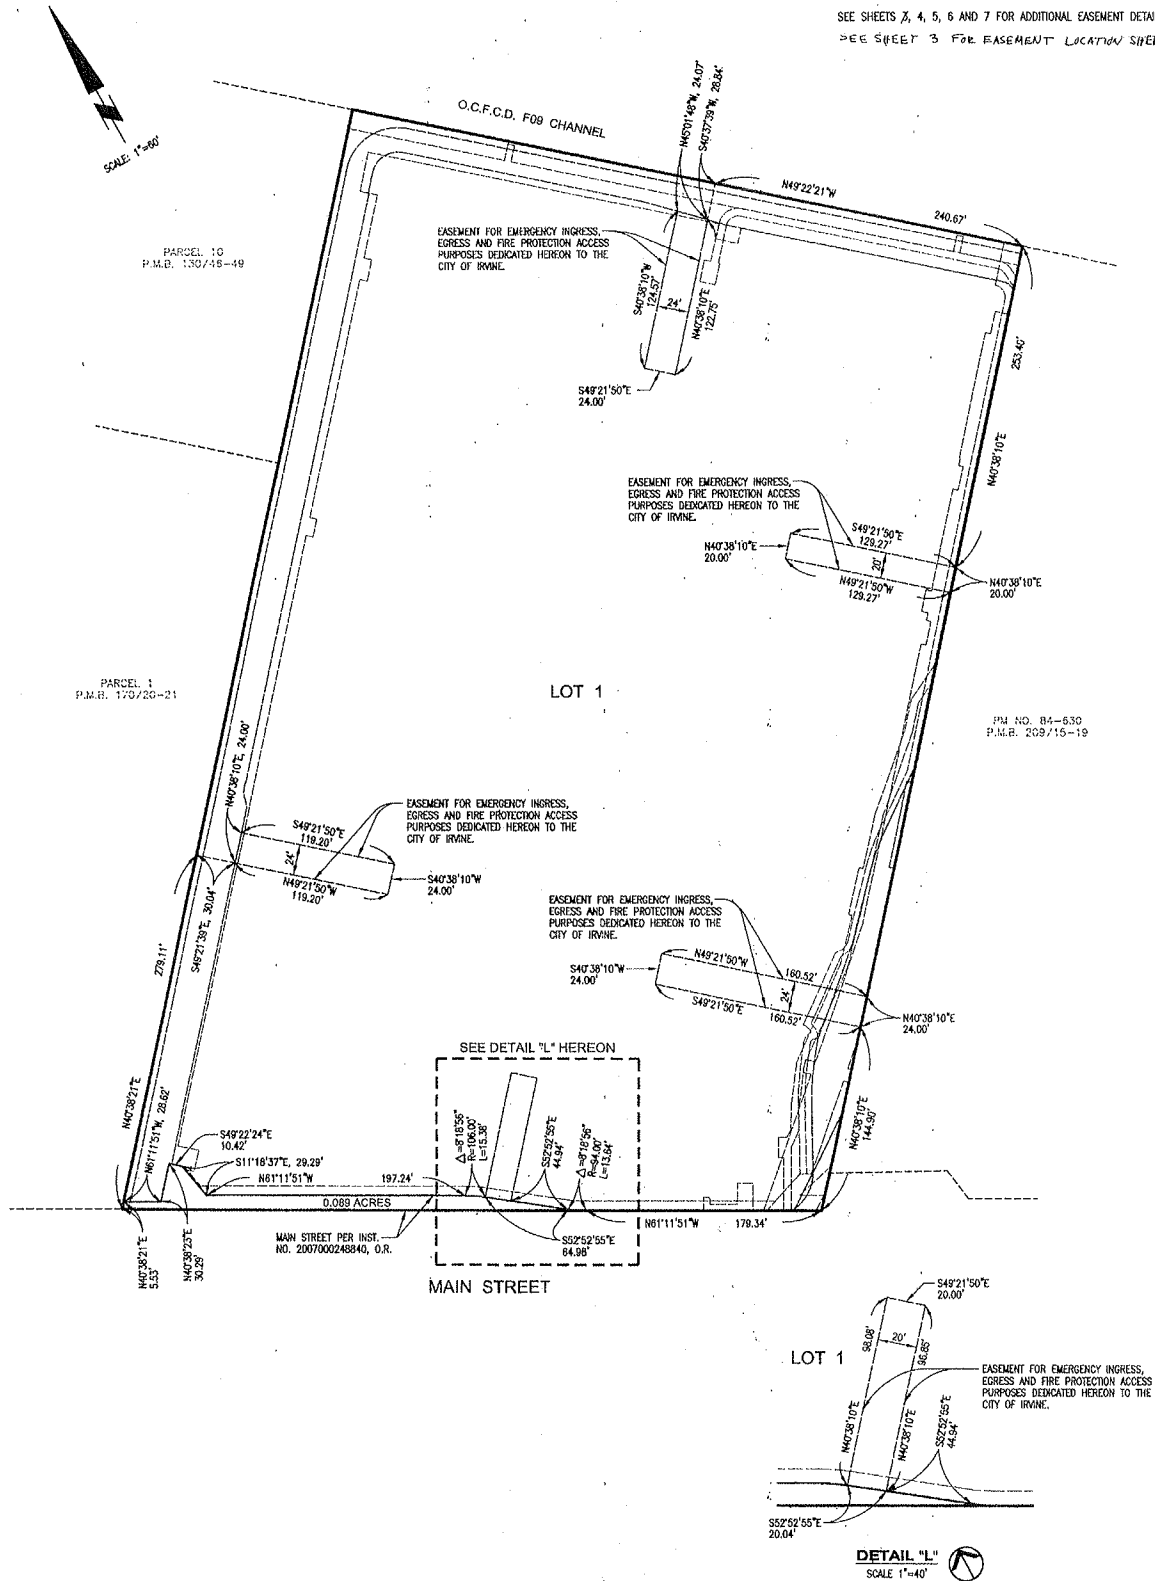 SEE SHEETS 3, 4, 5, 6 AND 7 FOR ADDITIONAL EASEMENT DETAI
SEE SHEET 3 FOR EASEMENT LOCATION SHEE
SCALE: 1"=60'
O.C.F.C.D. F09 CHANNEL
N45°01'48"W, 24.07'
S40°37'39"W, 28.84'
N49°22'21"W
240.67'
PARCEL 10
P.M.B. 130/46-49
EASEMENT FOR EMERGENCY INGRESS,
EGRESS AND FIRE PROTECTION ACCESS
PURPOSES DEDICATED HEREON TO THE
CITY OF IRVINE.
S40°38'10"W
124.57'
24'
N40°38'10"E
122.75'
S49°21'50"E
24.00'
253.40'
N40°38'10"E
EASEMENT FOR EMERGENCY INGRESS,
EGRESS AND FIRE PROTECTION ACCESS
PURPOSES DEDICATED HEREON TO THE
CITY OF IRVINE.
S49°21'50"E
129.27'
N40°38'10"E
20.00'
20'
N49°21'50"W
129.27'
N40°38'10"E
20.00'
PARCEL 1
P.M.B. 170/20-21
LOT 1
PM NO. 84-630
P.M.B. 209/15-19
N40°38'10"E, 24.00'
EASEMENT FOR EMERGENCY INGRESS,
EGRESS AND FIRE PROTECTION ACCESS
PURPOSES DEDICATED HEREON TO THE
CITY OF IRVINE.
S49°21'50"E
119.20'
24'
N49°21'50"W
119.20'
S40°38'10"W
24.00'
S49°21'39"E, 30.04'
279.11'
EASEMENT FOR EMERGENCY INGRESS,
EGRESS AND FIRE PROTECTION ACCESS
PURPOSES DEDICATED HEREON TO THE
CITY OF IRVINE.
N49°21'50"W
160.52'
S40°38'10"W
24.00'
24'
S49°21'50"E
160.52'
N40°38'10"E
24.00'
SEE DETAIL "L" HEREON
N40°38'21"E
N61°11'51"W, 28.62'
S49°22'24"E
10.42'
S11°18'37"E, 29.29'
N61°11'51"W
197.24'
Δ=8°18'56"
R=106.00'
L=15.38'
S52°52'55"E
44.94'
Δ=8°18'56"
R=94.00'
L=13.64'
N40°38'10"E
144.90'
0.069 ACRES
N61°11'51"W
179.34'
MAIN STREET PER INST.
NO. 2007000248840, O.R.
S52°52'55"E
64.98'
N40°38'21"E
5.53'
N40°38'23"E
30.29'
MAIN STREET
S49°21'50"E
20.00'
LOT 1
98.08'
20'
96.85'
EASEMENT FOR EMERGENCY INGRESS,
EGRESS AND FIRE PROTECTION ACCESS
PURPOSES DEDICATED HEREON TO THE
CITY OF IRVINE.
N40°38'10"E
N40°38'10"E
S52°52'55"E
44.94'
S52°52'55"E
20.04'
DETAIL "L"
SCALE 1"=40'